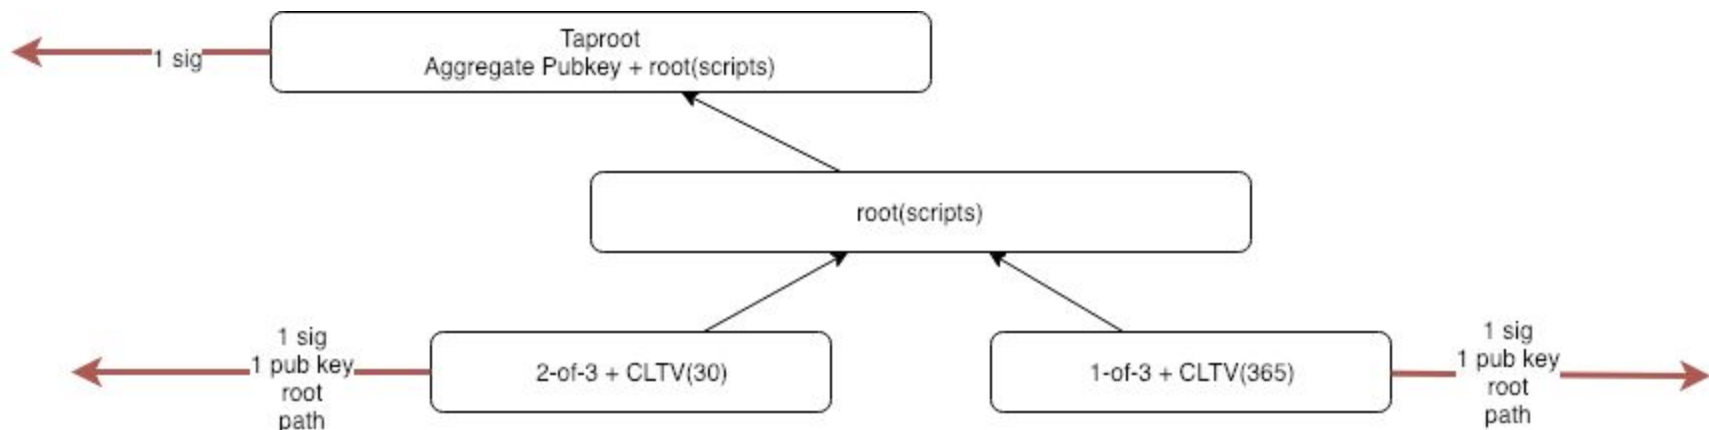 1 sig
Taproot
Aggregate Pubkey + root(scripts)
root(scripts)
1 sig
1 pub key
root
path
2-of-3 + CLTV(30)
1-of-3 + CLTV(365)
1 sig
1 pub key
root
path